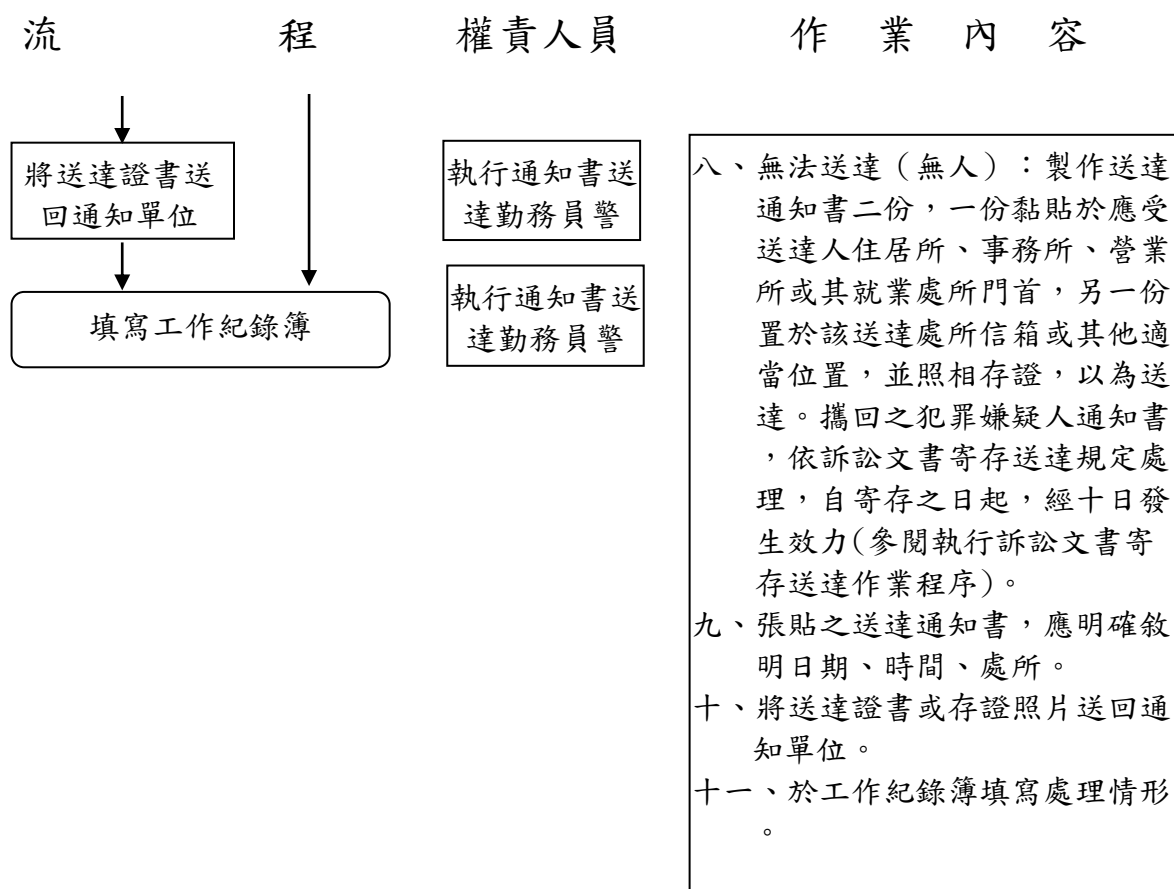 流程 權責人員 作業內容
將送達證書送
回通知單位
填寫工作紀錄簿
執行通知書送
達勤務員警
執行通知書送
達勤務員警
八、無法送達（無人）：製作送達
通知書二份，一份黏貼於應受
送達人住居所、事務所、營業
所或其就業處所門首，另一份
置於該送達處所信箱或其他適
當位置，並照相存證，以為送
達。攜回之犯罪嫌疑人通知書
，依訴訟文書寄存送達規定處
理，自寄存之日起，經十日發
生效力(參閱執行訴訟文書寄
存送達作業程序)。
九、張貼之送達通知書，應明確敘
明日期、時間、處所。
十、將送達證書或存證照片送回通
知單位。
十一、於工作紀錄簿填寫處理情形
。